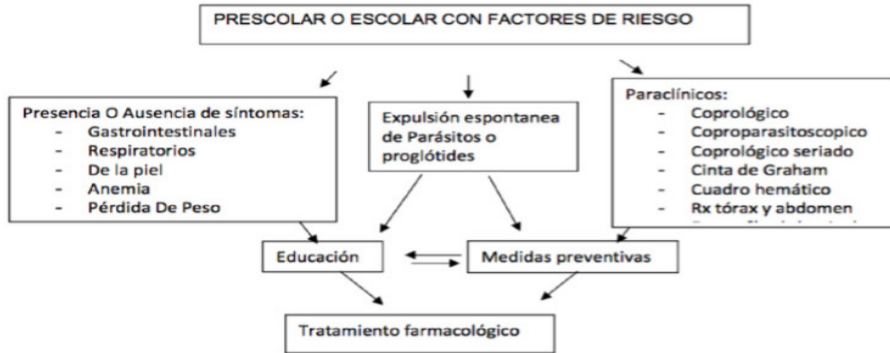 PRESCOLAR O ESCOLAR CON FACTORES DE RIESGO
Presencia O Ausencia de síntomas:
- Gastrointestinales
- Respiratorios
- De la piel
- Anemia
- Pérdida De Peso
Expulsión espontanea
de Parásitos o
proglótides
Paraclínicos:
- Coprológico
- Coproparasitoscopico
- Coprológico seriado
- Cinta de Graham
- Cuadro hemático
- Rx tórax y abdomen
Educación
Medidas preventivas
Tratamiento farmacológico